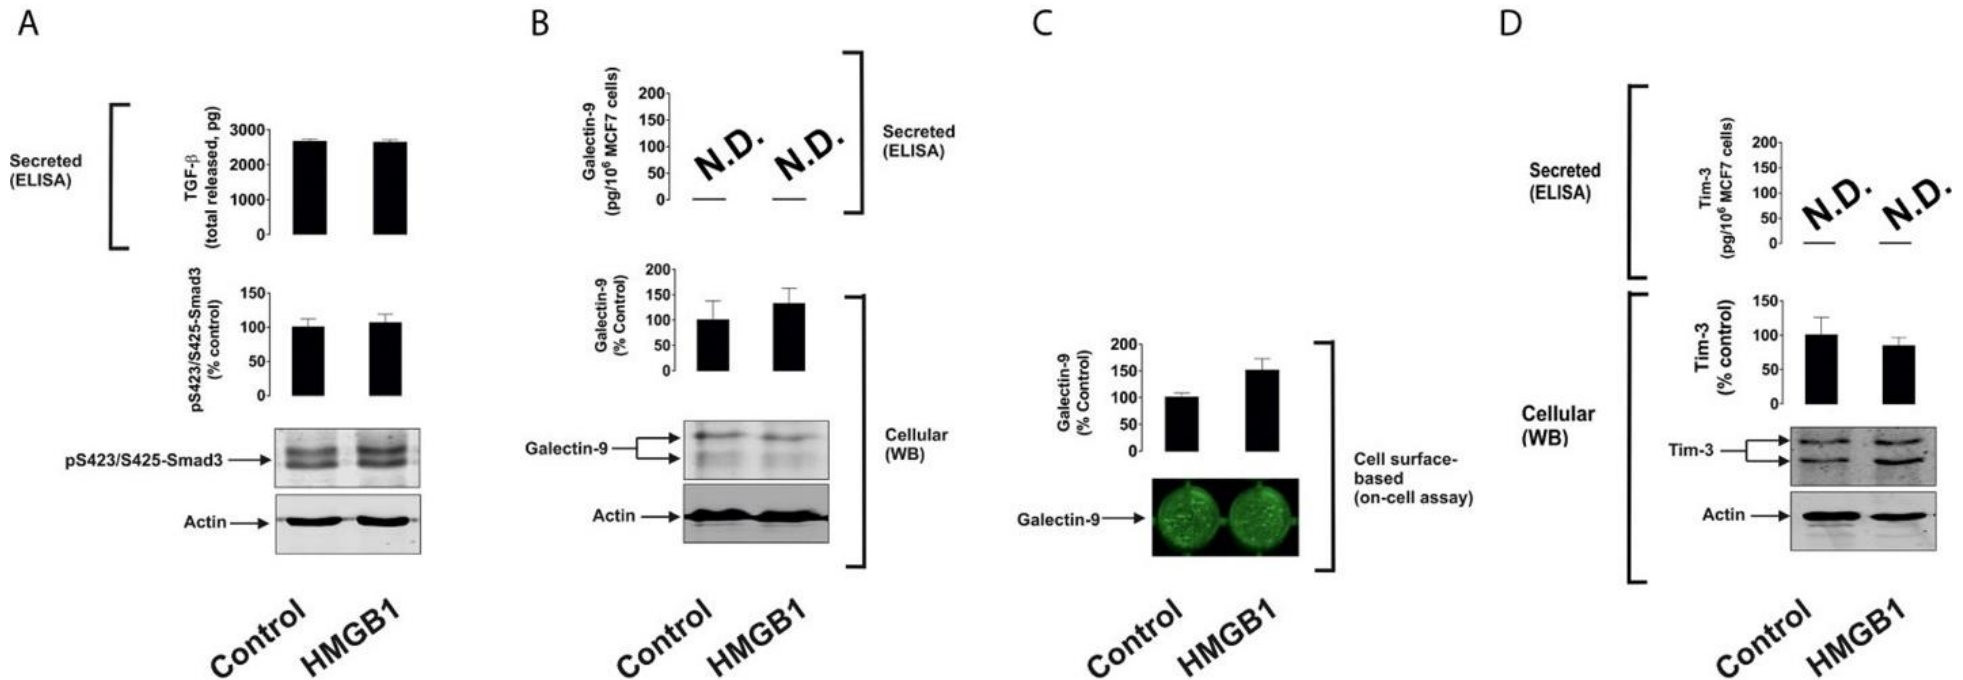 A
Secreted
(ELISA)
TGF-β
(total released, pg)
3000
2000
1000
0
pS423/S425-Smad3
(% control)
150
100
50
0
pS423/S425-Smad3
Actin
Control
HMGB1
B
Galectin-9
(pg/10⁶ MCF7 cells)
200
150
100
50
0
N.D.
N.D.
Secreted
(ELISA)
Galectin-9
(% Control)
200
150
100
50
0
Galectin-9
Actin
Cellular
(WB)
Control
HMGB1
C
Galectin-9
(% Control)
200
150
100
50
0
Galectin-9
Cell surface-
based
(on-cell assay)
Control
HMGB1
D
Secreted
(ELISA)
Tim-3
(pg/10⁶ MCF7 cells)
200
150
100
50
0
N.D.
N.D.
Cellular
(WB)
Tim-3
(% control)
150
100
50
0
Tim-3
Actin
Control
HMGB1